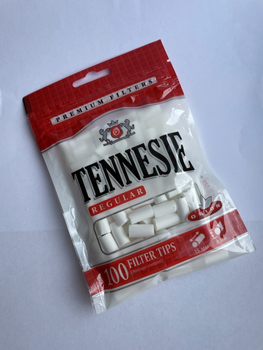 PREMIUM FILTERS
TENNESIE
REGULAR
100 FILTER TIPS